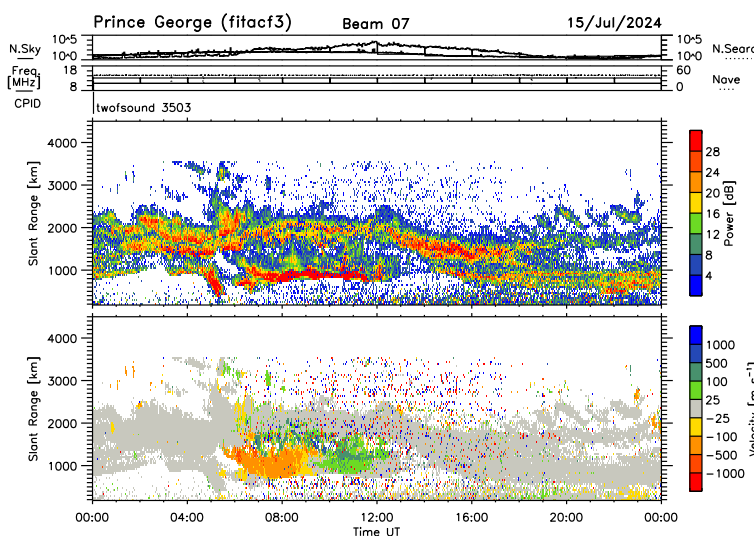 Prince George (fitacf3) Beam 07 15/Jul/2024
N.Sky 10^5 10^0 10^5 10^0 N.Sear
Freq. [MHz] 18 8 60 0 Nave
CPID twofsound 3503
Slant Range [km] 4000 3000 2000 1000
Power [dB] 28 24 20 16 12 8 4
Slant Range [km] 4000 3000 2000 1000
Velocity [m s^-1] 1000 500 100 25 -25 -100 -500 -1000
00:00 04:00 08:00 12:00 16:00 20:00 00:00
Time UT